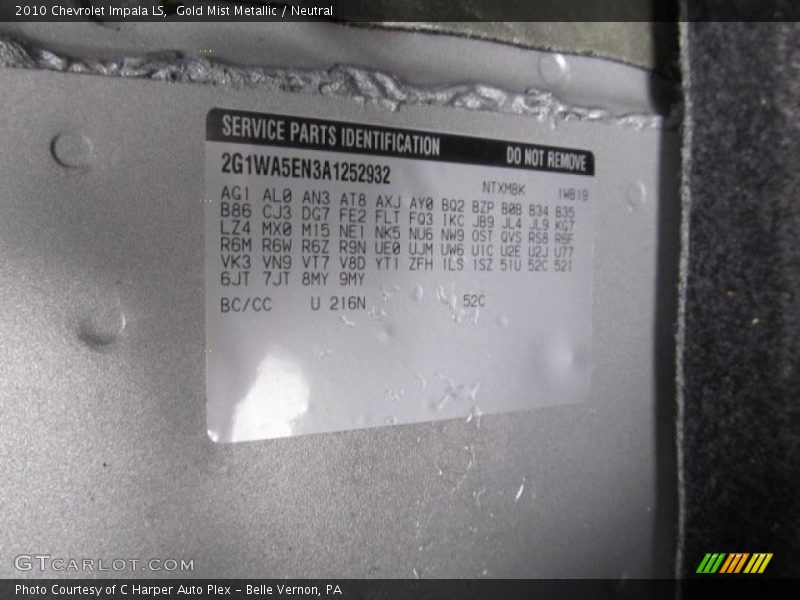 2010 Chevrolet Impala LS, Gold Mist Metallic / Neutral
SERVICE PARTS IDENTIFICATION DO NOT REMOVE
2G1WA5EN3A1252932 NTXMBK 1WB19
AG1 AL0 AN3 AT8 AXJ AY0 BQ2 BZP B0B B34 B35
B86 CJ3 DG7 FE2 FLT FQ3 IKC JB9 JL4 JL9 KG7
LZ4 MX0 M15 NE1 NK5 NU6 NW9 OST QVS RS8 R6F
R6M R6W R6Z R9N UE0 UJM UW6 U1C U2E U2J U77
VK3 VN9 VT7 V8D YT1 ZFH 1LS 1SZ 51U 52C 52I
6JT 7JT 8MY 9MY
BC/CC U 216N 52C
GTCARLOT.COM
Photo Courtesy of C Harper Auto Plex - Belle Vernon, PA